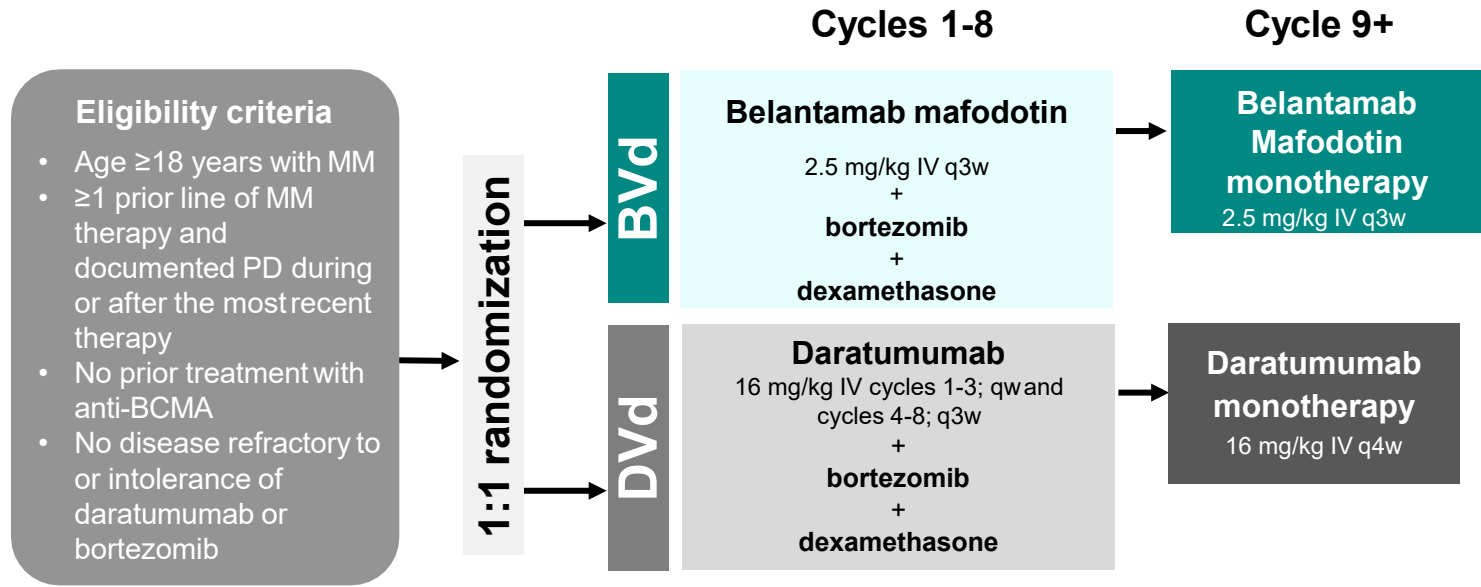 Cycles 1-8
Cycle 9+
Eligibility criteria
• Age ≥18 years with MM
• ≥1 prior line of MM
therapy and
documented PD during
or after the most recent
therapy
• No prior treatment with
anti-BCMA
• No disease refractory to
or intolerance of
daratumumab or
bortezomib
1:1 randomization
BVd
Belantamab mafodotin
2.5 mg/kg IV q3w
+
bortezomib
+
dexamethasone
Belantamab
Mafodotin
monotherapy
2.5 mg/kg IV q3w
DVd
Daratumumab
16 mg/kg IV cycles 1-3; qw and
cycles 4-8; q3w
+
bortezomib
+
dexamethasone
Daratumumab
monotherapy
16 mg/kg IV q4w